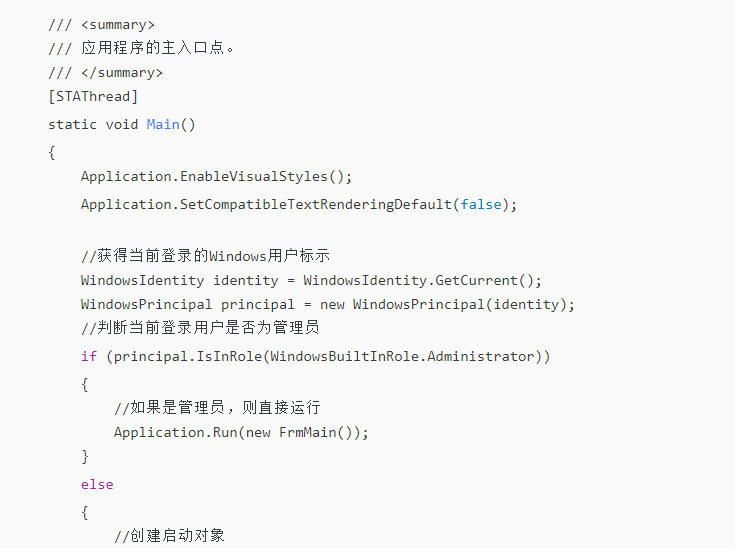 /// <summary>
/// 应用程序的主入口点。
/// </summary>
[STAThread]
static void Main()
{
Application.EnableVisualStyles();
Application.SetCompatibleTextRenderingDefault(false);
//获得当前登录的Windows用户标示
WindowsIdentity identity = WindowsIdentity.GetCurrent();
WindowsPrincipal principal = new WindowsPrincipal(identity);
//判断当前登录用户是否为管理员
if (principal.IsInRole(WindowsBuiltInRole.Administrator))
{
//如果是管理员，则直接运行
Application.Run(new FrmMain());
}
else
{
//创建启动对象